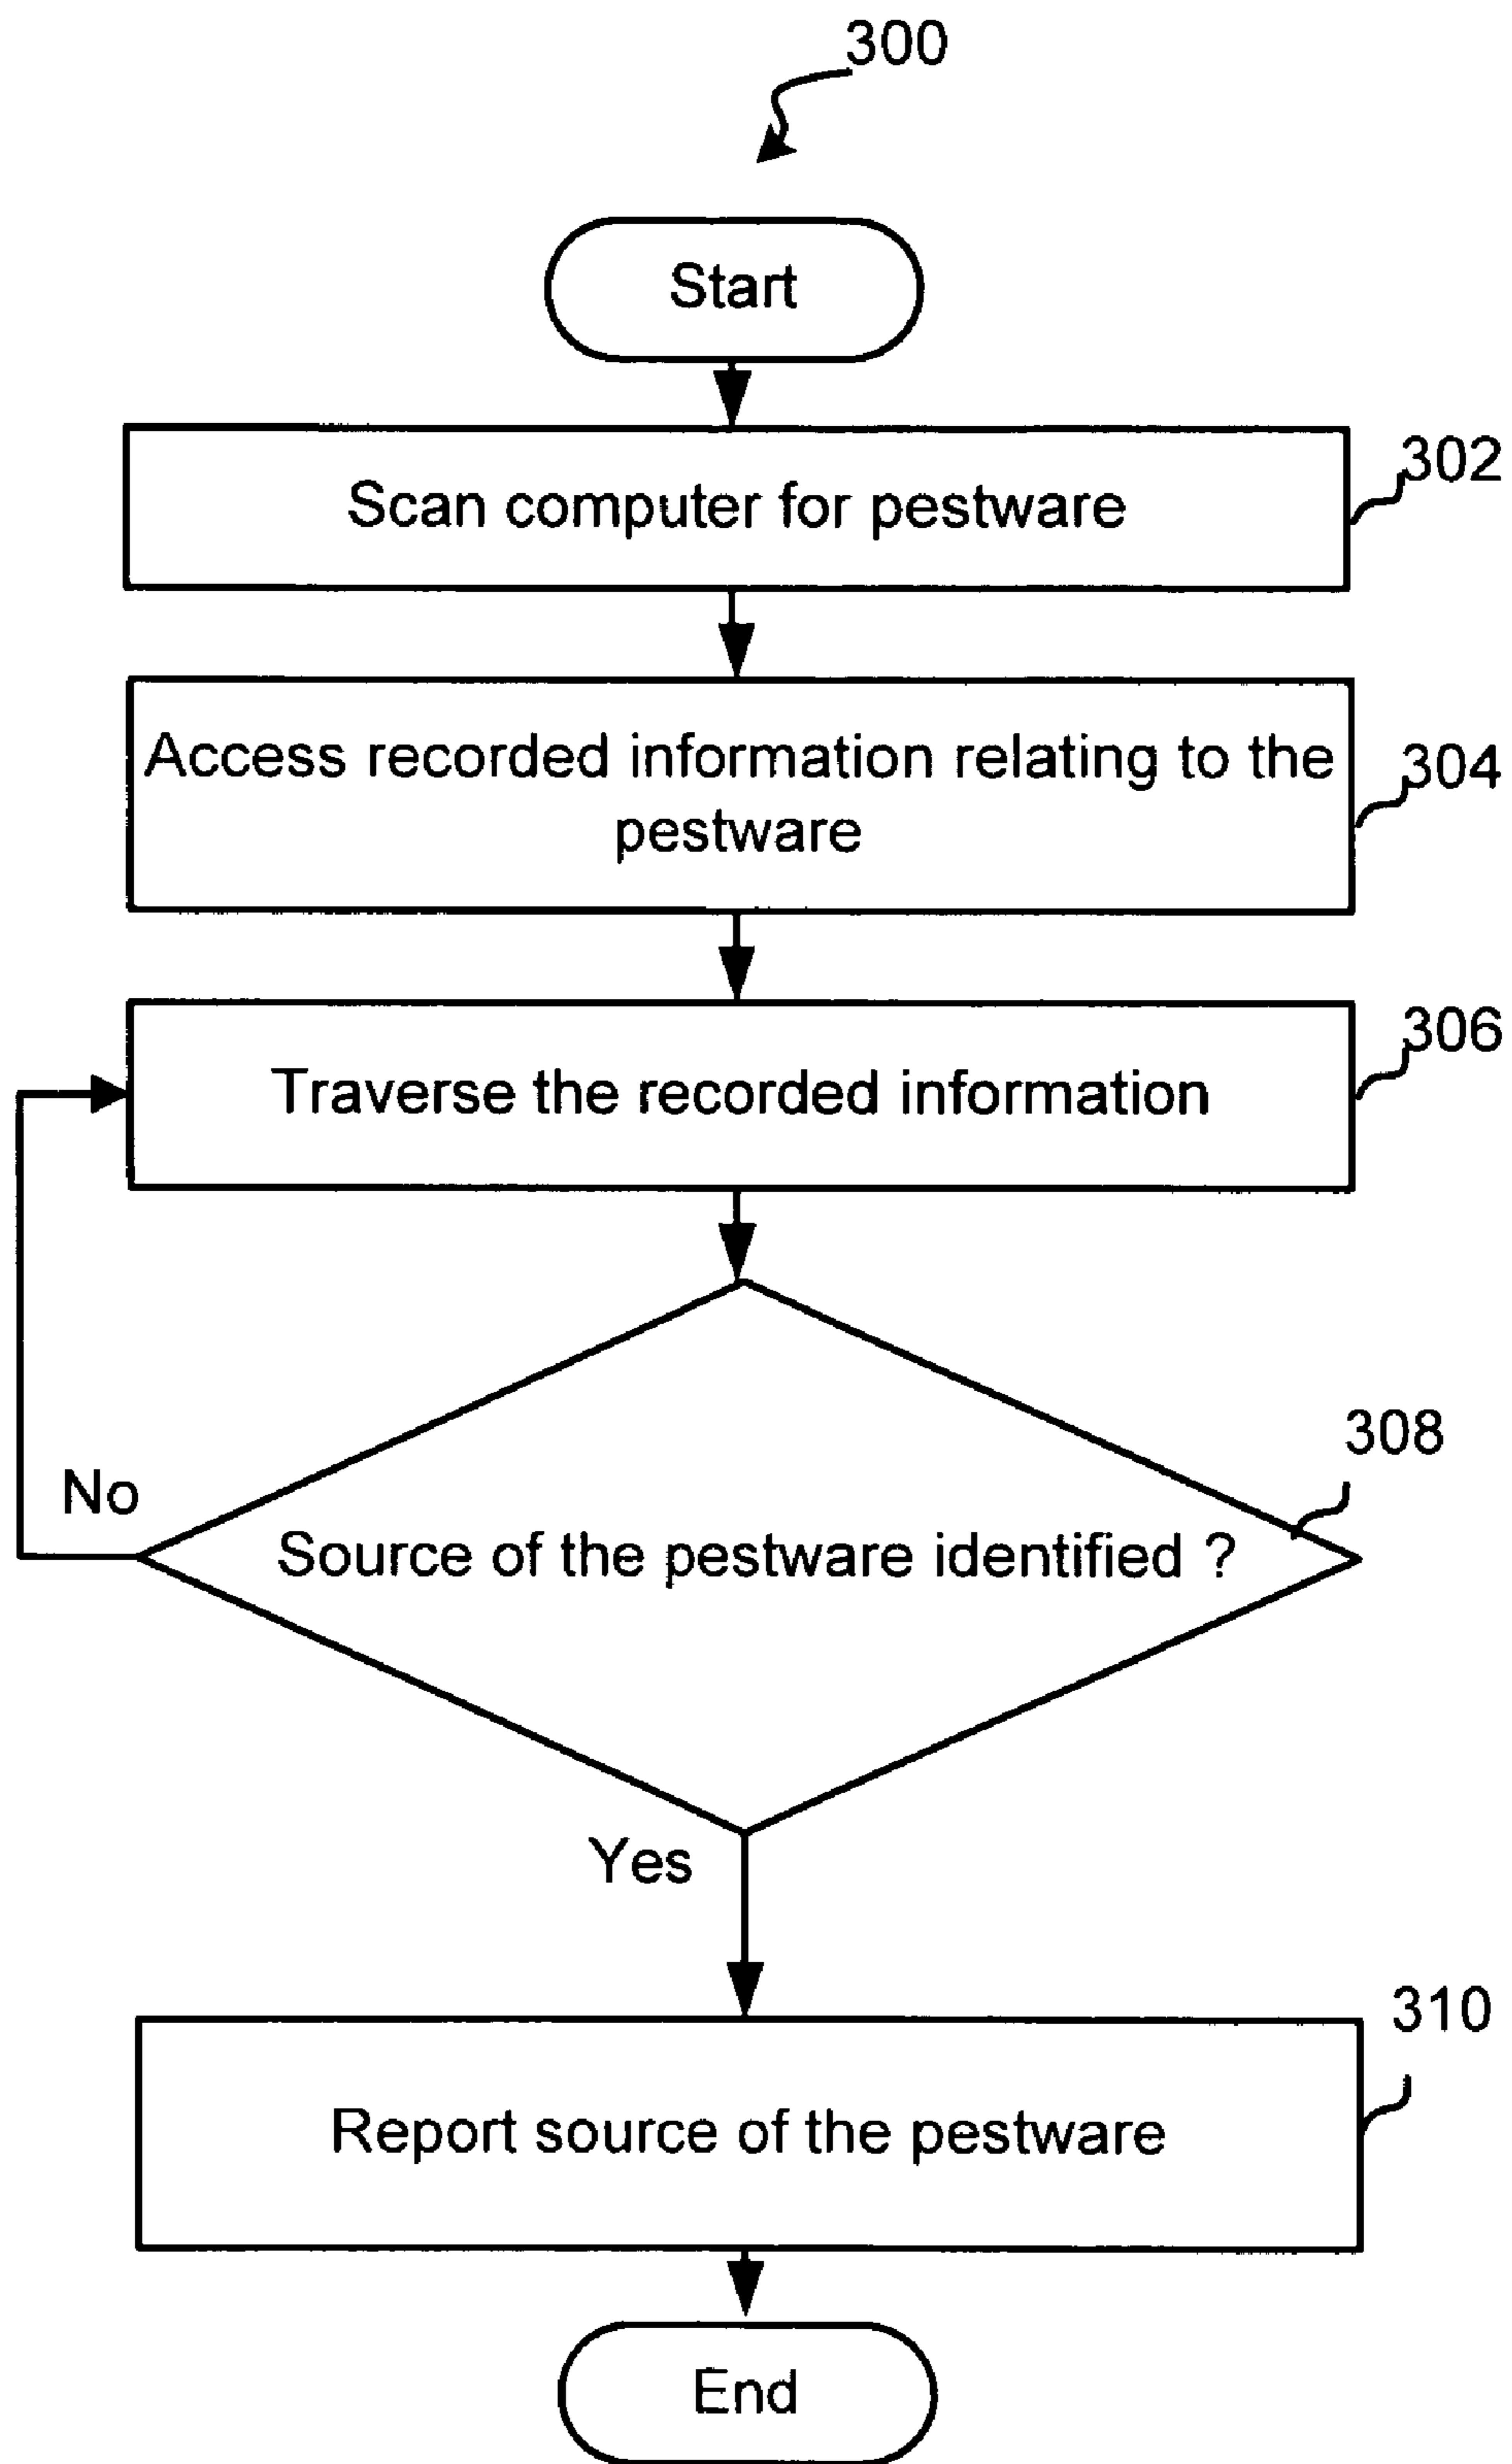 300
Start
Scan computer for pestware
302
Access recorded information relating to the
pestware
304
Traverse the recorded information
306
308
No
Source of the pestware identified ?
Yes
310
Report source of the pestware
End